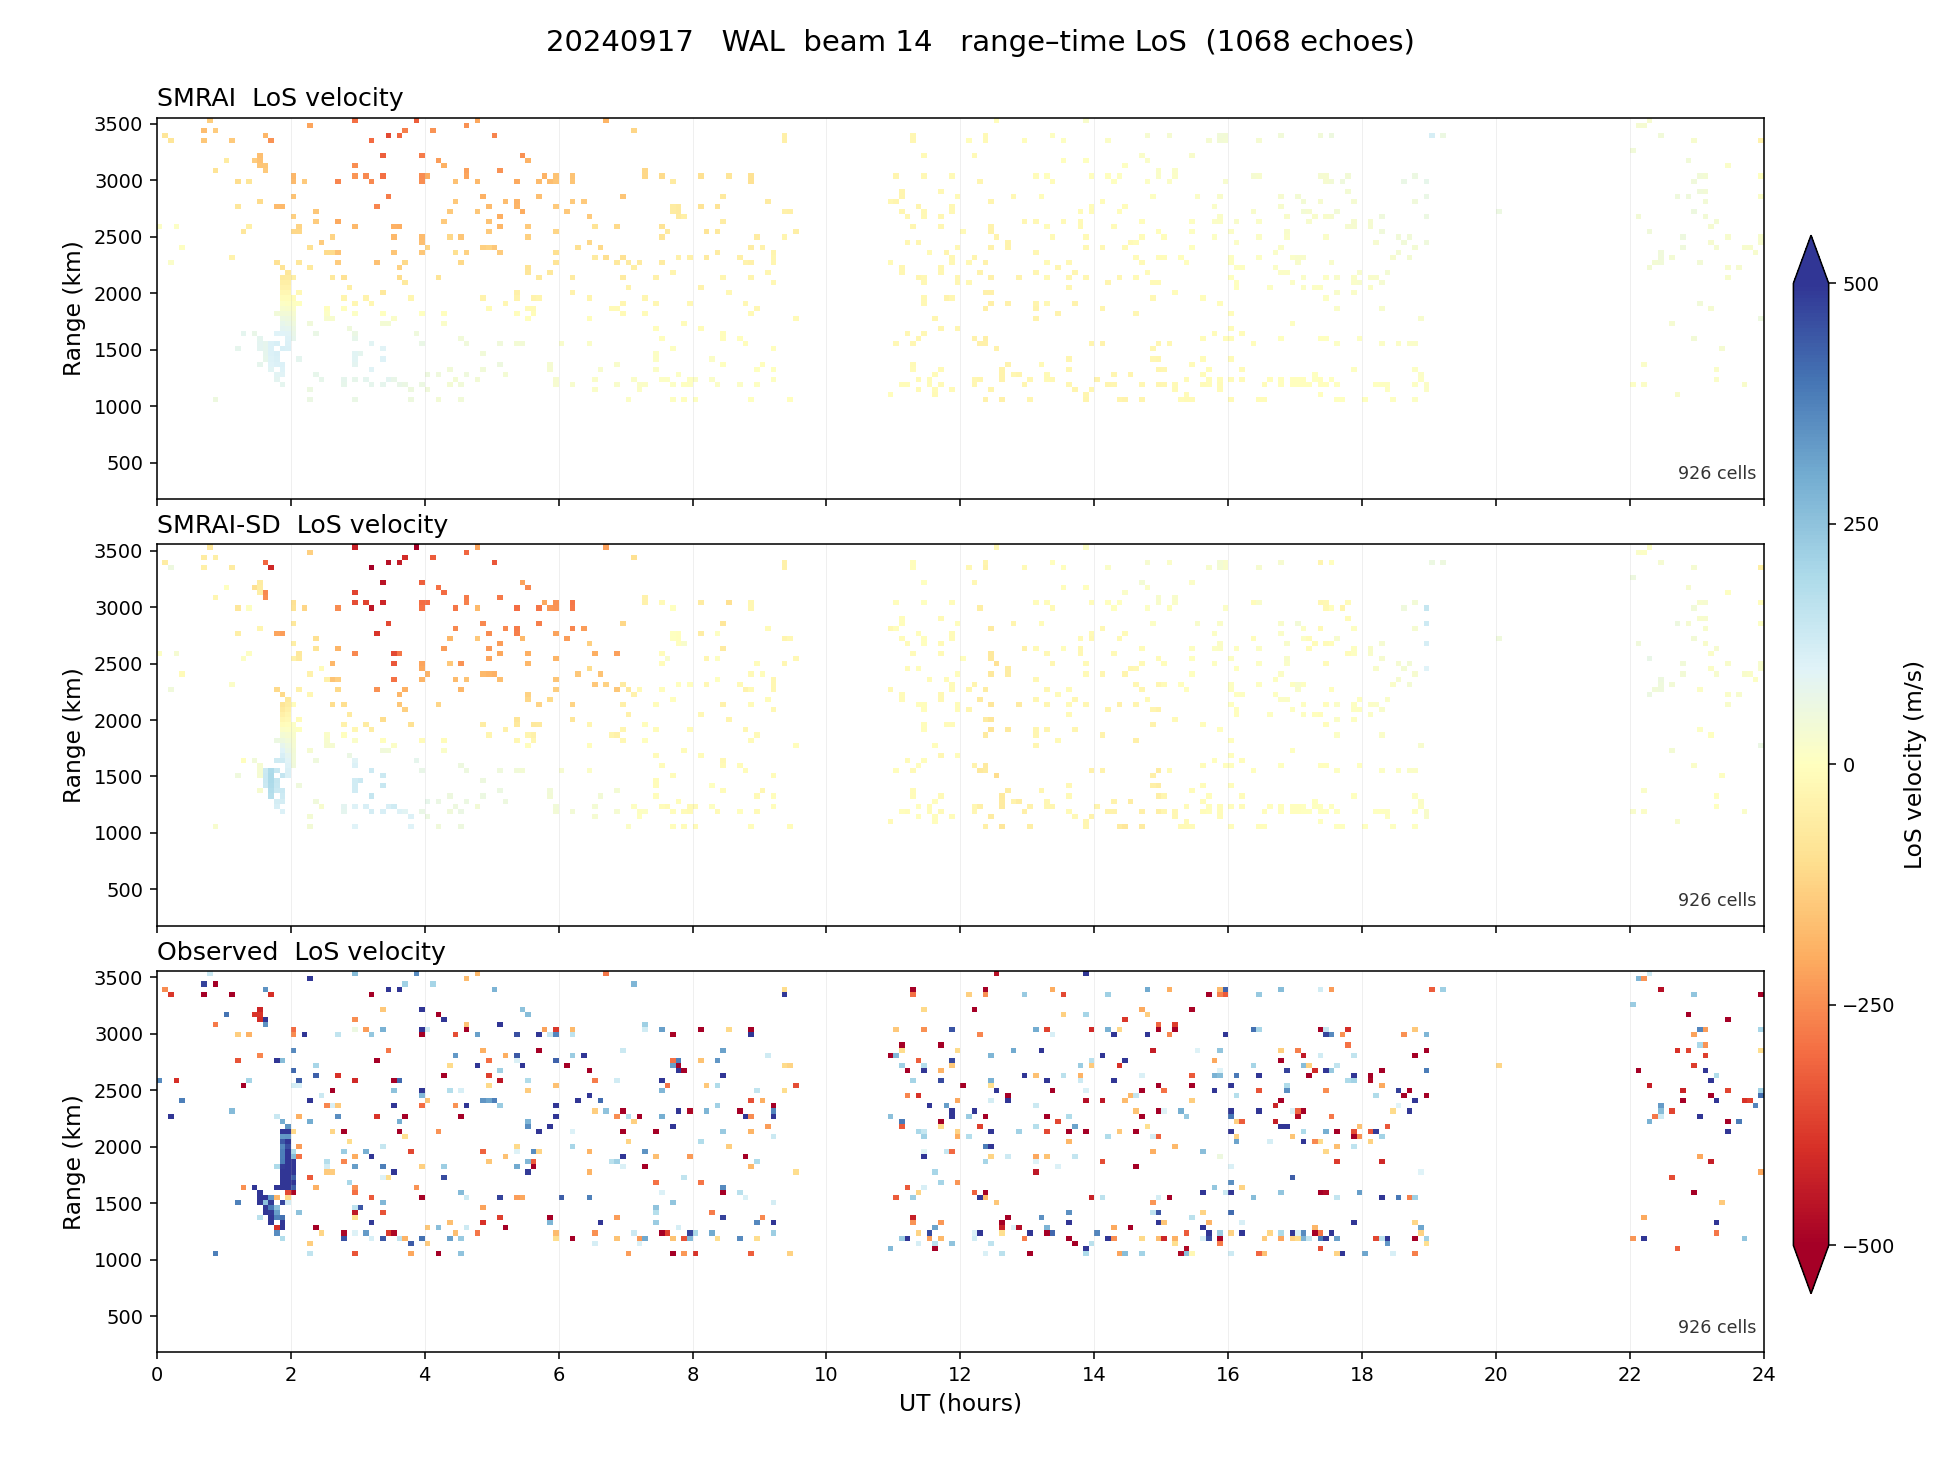 20240917   WAL  beam 14   range–time LoS  (1068 echoes)
SMRAI  LoS velocity
3500
3000
2500
2000
1500
1000
500
Range (km)
926 cells
SMRAI-SD  LoS velocity
3500
3000
2500
2000
1500
1000
500
Range (km)
926 cells
Observed  LoS velocity
3500
3000
2500
2000
1500
1000
500
Range (km)
926 cells
0 2 4 6 8 10 12 14 16 18 20 22 24
UT (hours)
500
250
0
−250
−500
LoS velocity (m/s)